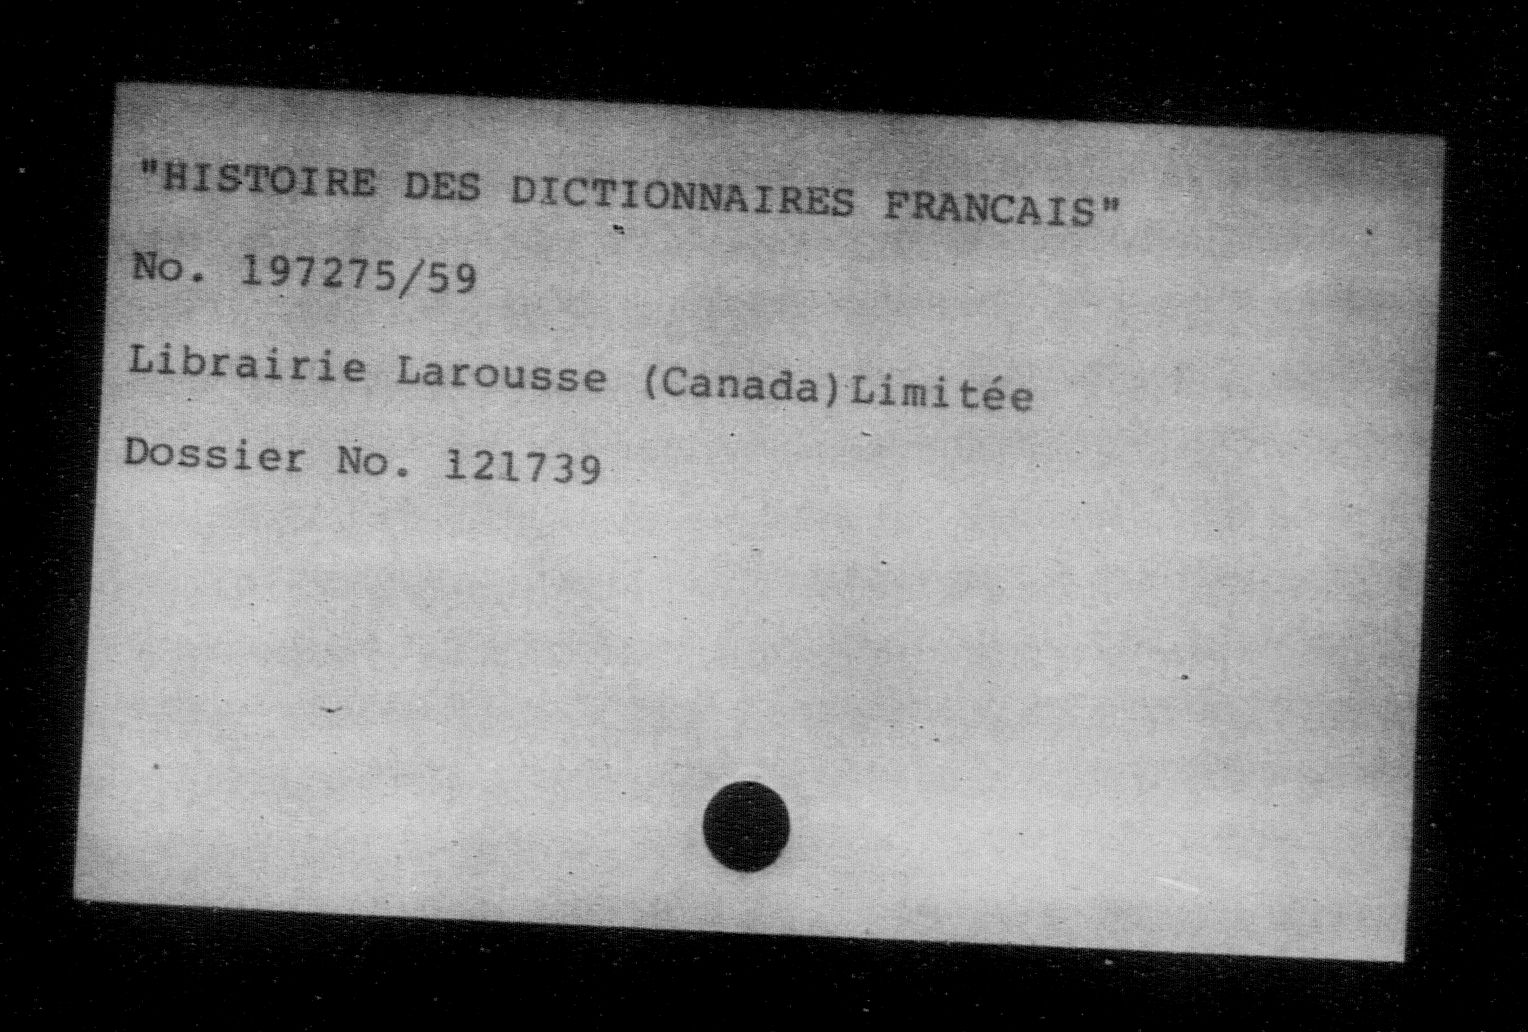 "HISTOIRE DES DICTIONNAIRES FRANCAIS"
No. 197275/59
Librairie Larousse (Canada)Limitée
Dossier No. 121739